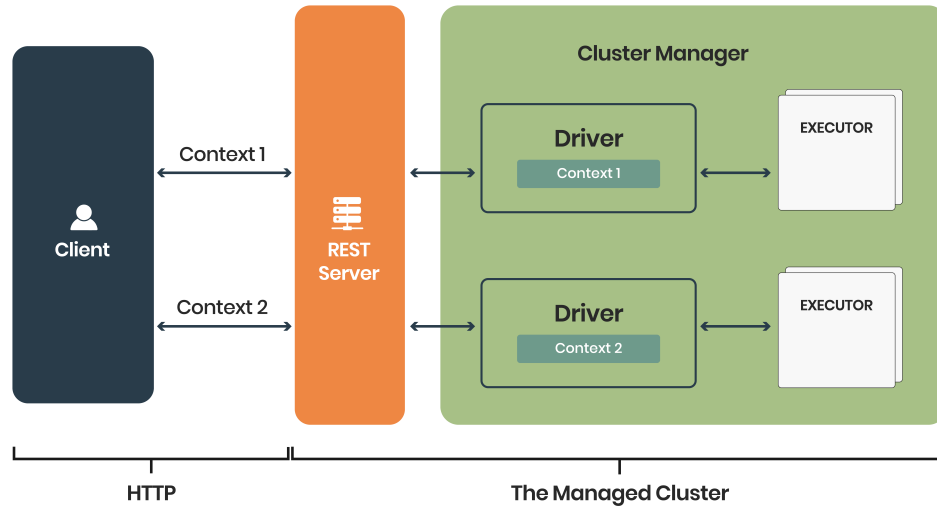 Cluster Manager
Context 1
Driver
Context 1
EXECUTOR
Client
REST
Server
Context 2
Driver
Context 2
EXECUTOR
HTTP
The Managed Cluster